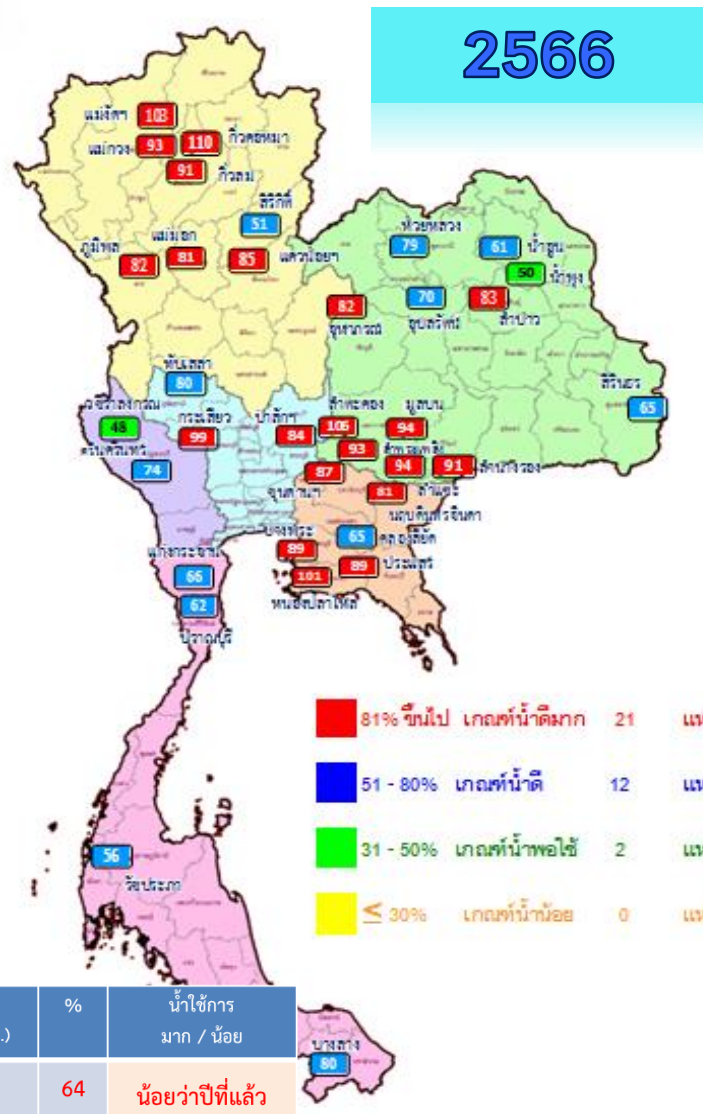 2566
แม่งัดฯ 103
แม่กวง 93 110 กิ่วคอหมา
91 กิ่วลม
สิริกิติ์
51
ภูมิพล 82
แม่มอก
81
85 แควน้อยฯ
ห้วยหลวง
79
61 น้ำอูน
50 น้ำพุง
82
จุฬาภรณ์
70
อุบลรัตน์
83
ลำปาว
สิรินธร
65
ทับเสลา
80
วชิราลงกรณ
48
ศรีนครินทร์
74
กระเสียว
99
ป่าสักฯ
84
ลำตะคอง
105
มูลบน
94
93
ลำพระเพลิง
94
91 ลำนางรอง
87
ขุนด่านฯ
81 ลำแชะ
นฤบดินทรจินดา
บางพระ
89
65 คลองสียัด
89 ประแสร์
101
หนองปลาไหล
แก่งกระจาน
66
62
ปราณบุรี
81% ขึ้นไป เกณฑ์น้ำดีมาก 21
51 - 80% เกณฑ์น้ำดี 12
31 - 50% เกณฑ์น้ำพอใช้ 2
≤ 30% เกณฑ์น้ำน้อย 0
56
รัชประภา
% น้ำใช้การ
.) มาก / น้อย
64 น้อยว่าปีที่แล้ว
บางลาง
80